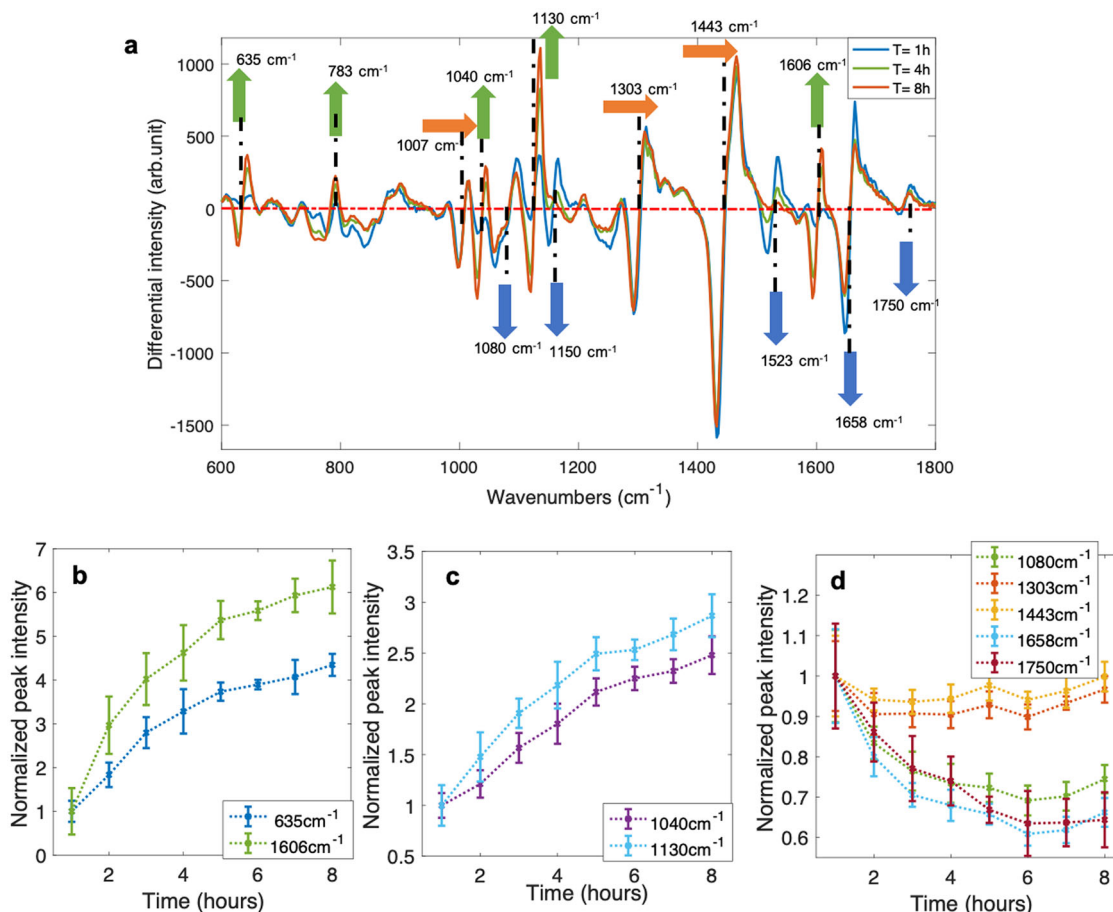 a
1130 cm-1
1443 cm-1
635 cm-1
783 cm-1
1040 cm-1
1303 cm-1
1606 cm-1
1007 cm-1
T= 1h
T= 4h
T= 8h
1000
500
0
-500
-1000
-1500
Differential intensity (arb.unit)
1080 cm-1
1150 cm-1
1523 cm-1
1750 cm-1
1658 cm-1
600
800
1000
1200
1400
1600
1800
Wavenumbers (cm-1)
b
7
6
5
4
3
2
1
0
Normalized peak intensity
635cm-1
1606cm-1
2
4
6
8
Time (hours)
c
3.5
3
2.5
2
1.5
1
0.5
Normalized peak intensity
1040cm-1
1130cm-1
2
4
6
8
Time (hours)
d
1080cm-1
1303cm-1
1443cm-1
1658cm-1
1750cm-1
1.2
1.1
1
0.9
0.8
0.7
0.6
Normalized peak intensity
2
4
6
8
Time (hours)